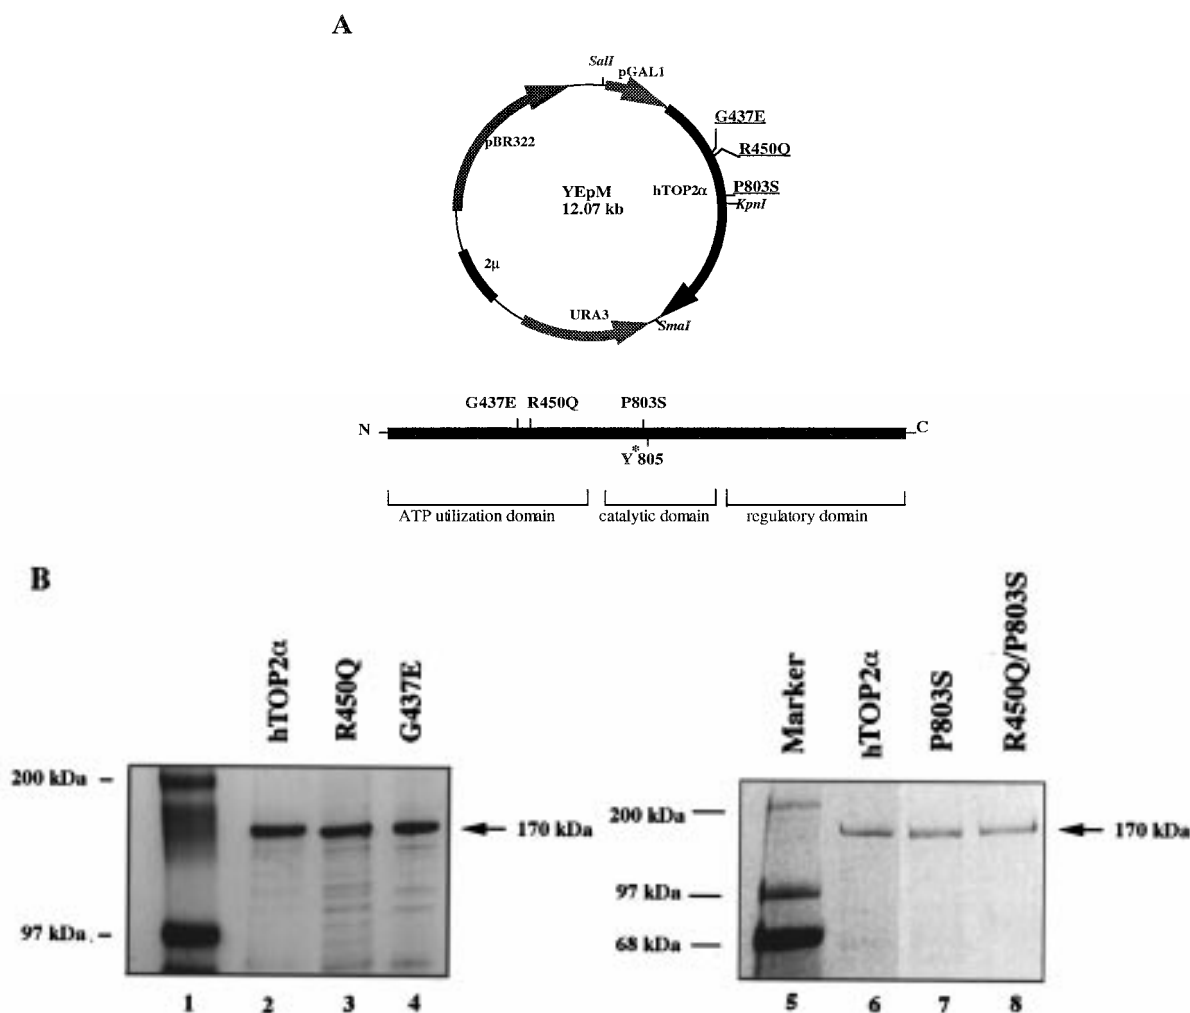 A
SalI
pGAL1
G437E
pBR322
R450Q
YEpM
hTOP2α
P803S
12.07 kb
KpnI
2μ
URA3
SmaI
G437E R450Q P803S
N C
Y*805
ATP utilization domain catalytic domain regulatory domain
B
hTOP2α
R450Q
G437E
200 kDa
170 kDa
97 kDa
1 2 3 4
Marker
hTOP2α
P803S
R450Q/P803S
200 kDa
170 kDa
97 kDa
68 kDa
5 6 7 8